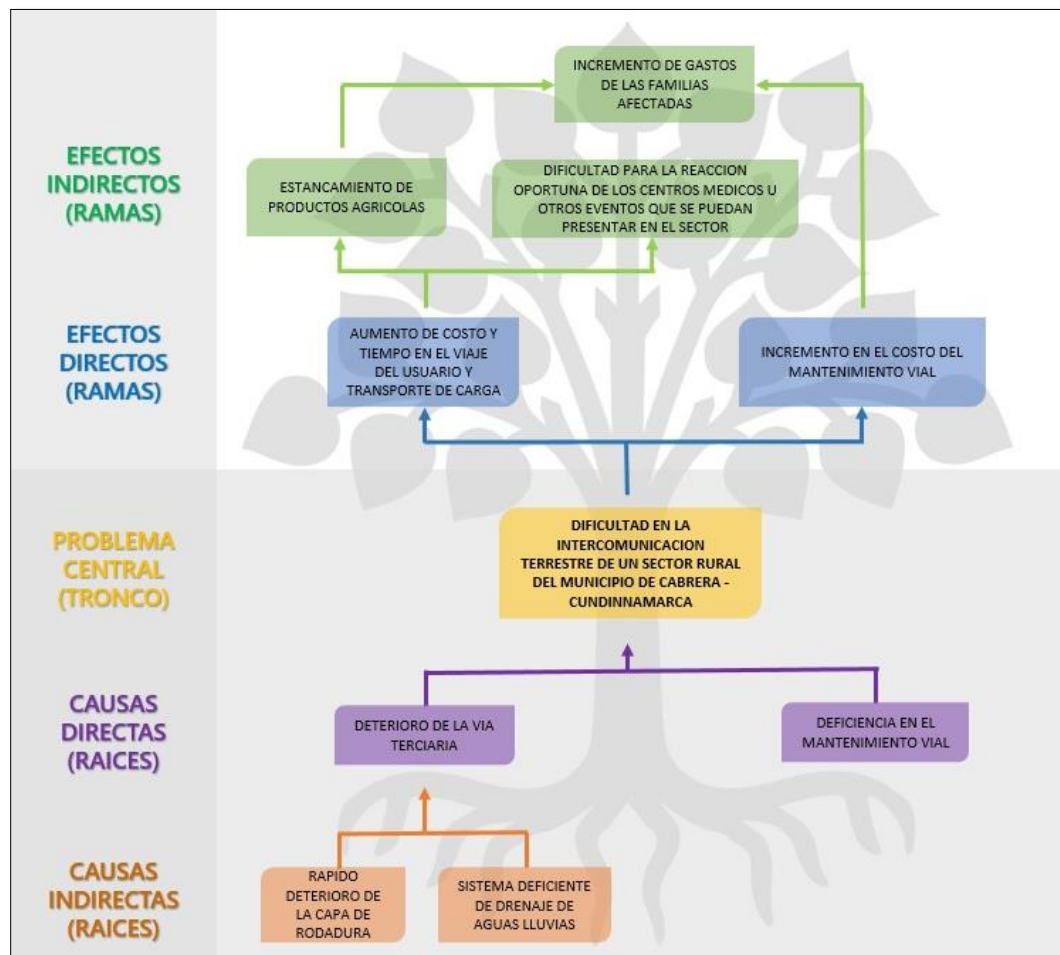 INCREMENTO DE GASTOS
DE LAS FAMILIAS
AFECTADAS
EFECTOS
INDIRECTOS
(RAMAS)
ESTANCAMIENTO DE
PRODUCTOS AGRICOLAS
DIFICULTAD PARA LA REACCION
OPORTUNA DE LOS CENTROS MEDICOS U
OTROS EVENTOS QUE SE PUEDAN
PRESENTAR EN EL SECTOR
EFECTOS
DIRECTOS
(RAMAS)
AUMENTO DE COSTO Y
TIEMPO EN EL VIAJE
DEL USUARIO Y
TRANSPORTE DE CARGA
INCREMENTO EN EL COSTO DEL
MANTENIMIENTO VIAL
PROBLEMA
CENTRAL
(TRONCO)
DIFICULTAD EN LA
INTERCOMUNICACION
TERRESTRE DE UN SECTOR RURAL
DEL MUNICIPIO DE CABRERA -
CUNDINNAMARCA
CAUSAS
DIRECTAS
(RAICES)
DETERIORO DE LA VIA
TERCIARIA
DEFICIENCIA EN EL
MANTENIMIENTO VIAL
CAUSAS
INDIRECTAS
(RAICES)
RAPIDO
DETERIORO DE
LA CAPA DE
RODADURA
SISTEMA DEFICIENTE
DE DRENAJE DE
AGUAS LLUVIAS